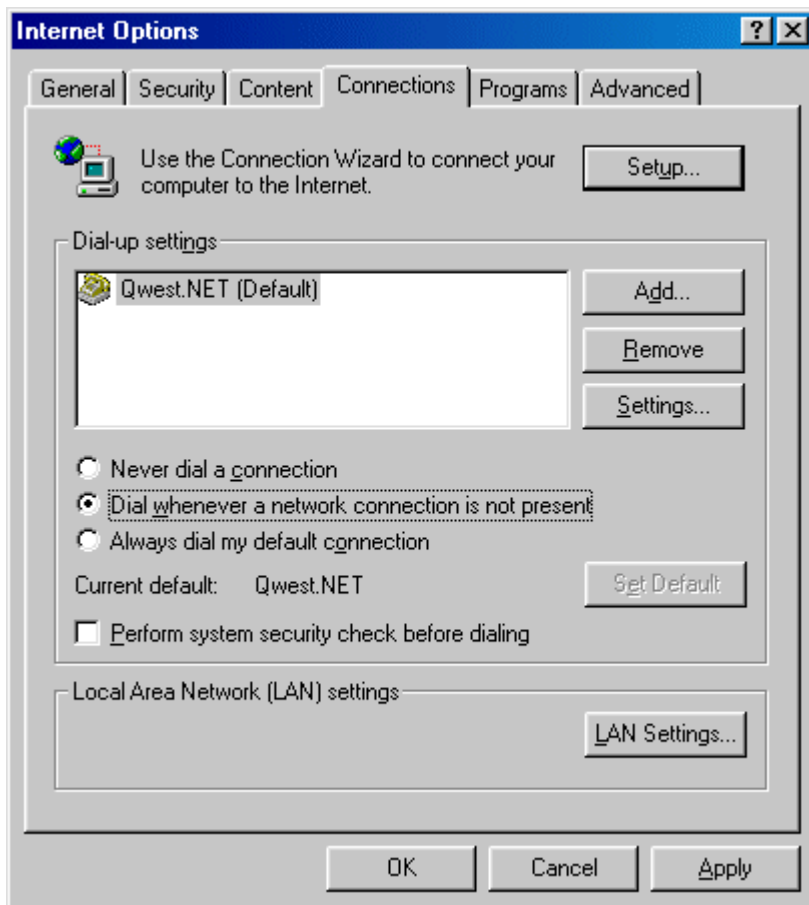 Internet Options
General Security Content Connections Programs Advanced
Use the Connection Wizard to connect your
computer to the Internet.
Setup...
Dial-up settings
Qwest.NET (Default)
Add...
Remove
Settings...
Never dial a connection
Dial whenever a network connection is not present
Always dial my default connection
Current default: Qwest.NET
Set Default
Perform system security check before dialing
Local Area Network (LAN) settings
LAN Settings...
OK Cancel Apply